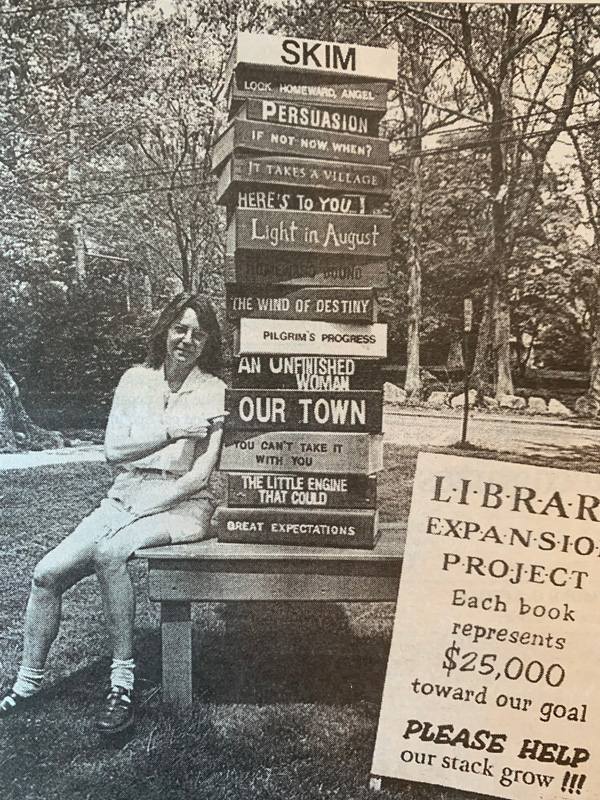 SKIM
LOOK HOMEWARD, ANGEL
PERSUASION
IF NOT NOW, WHEN?
IT TAKES A VILLAGE
HERE'S TO YOU !
Light in August
HOMEWARD BOUND
THE WIND OF DESTINY
PILGRIM'S PROGRESS
AN UNFINISHED
WOMAN
OUR TOWN
YOU CAN'T TAKE IT
WITH YOU
THE LITTLE ENGINE
THAT COULD
GREAT EXPECTATIONS
L·I·B·R·A·R
E·X·P·A·N·S·I·O
P·R·O·J·E·C·T
Each book
represents
$25,000
toward our goal
PLEASE HELP
our stack grow !!!